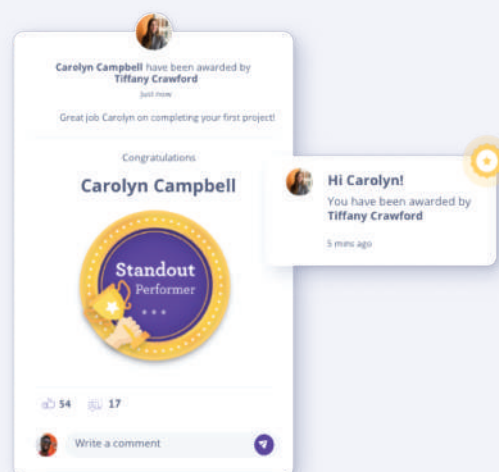 Carolyn Campbell have been awarded by
Tiffany Crawford
Just now
Great job Carolyn on completing your first project!
Congratulations
Carolyn Campbell
Standout
Performer
54 17
Write a comment
Hi Carolyn!
You have been awarded by
Tiffany Crawford
5 mins ago